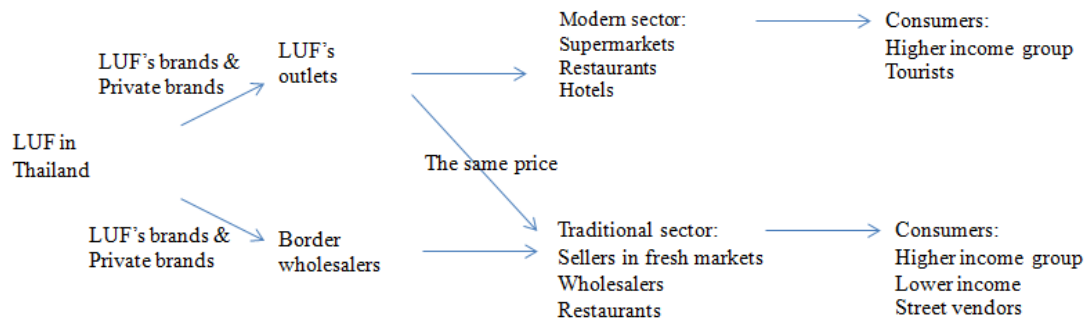 LUF in
Thailand
LUF's brands &
Private brands
LUF's
outlets
Modern sector:
Supermarkets
Restaurants
Hotels
Consumers:
Higher income group
Tourists
The same price
LUF's brands &
Private brands
Border
wholesalers
Traditional sector:
Sellers in fresh markets
Wholesalers
Restaurants
Consumers:
Higher income group
Lower income
Street vendors